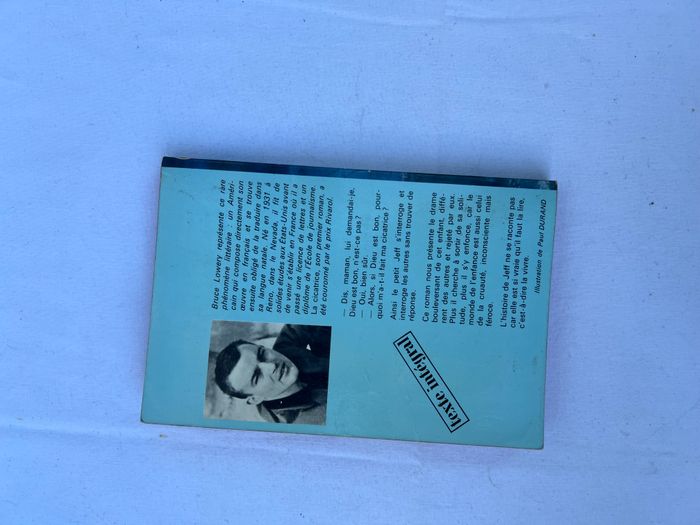 Bruce Lowery représente ce rare
phénomène littéraire : un Améri-
cain qui compose directement son
œuvre en français et se trouve
ensuite obligé de la traduire dans
sa langue natale. Né en 1931 à
Reno, dans le Nevada, il fit de
solides études aux Etats-Unis avant
de venir s'établir en France où il a
passé une licence de lettres et un
diplôme de l'Ecole de Journalisme.
La cicatrice, son premier roman, a
été couronné par le prix Rivarol.
— Dis, maman, lui demandai-je,
Dieu est bon, n'est-ce pas ?
— Oui, bien sûr.
— Alors, si Dieu est bon, pour-
quoi m'a-t-il fait ma cicatrice ?
Ainsi le petit Jeff s'interroge et
interroge les autres sans trouver de
réponse.
Ce roman nous présente le drame
bouleversant de cet enfant, diffé-
rent des autres et rejeté par eux.
Plus il cherche à sortir de sa soli-
tude, plus il s'y enfonce, car le
monde de l'enfance est aussi celui
de la cruauté, inconsciente mais
féroce.
L'histoire de Jeff ne se raconte pas
car elle est si vraie qu'il faut la lire,
c'est-à-dire la vivre.
Illustration de Paul DURAND
texte intégral